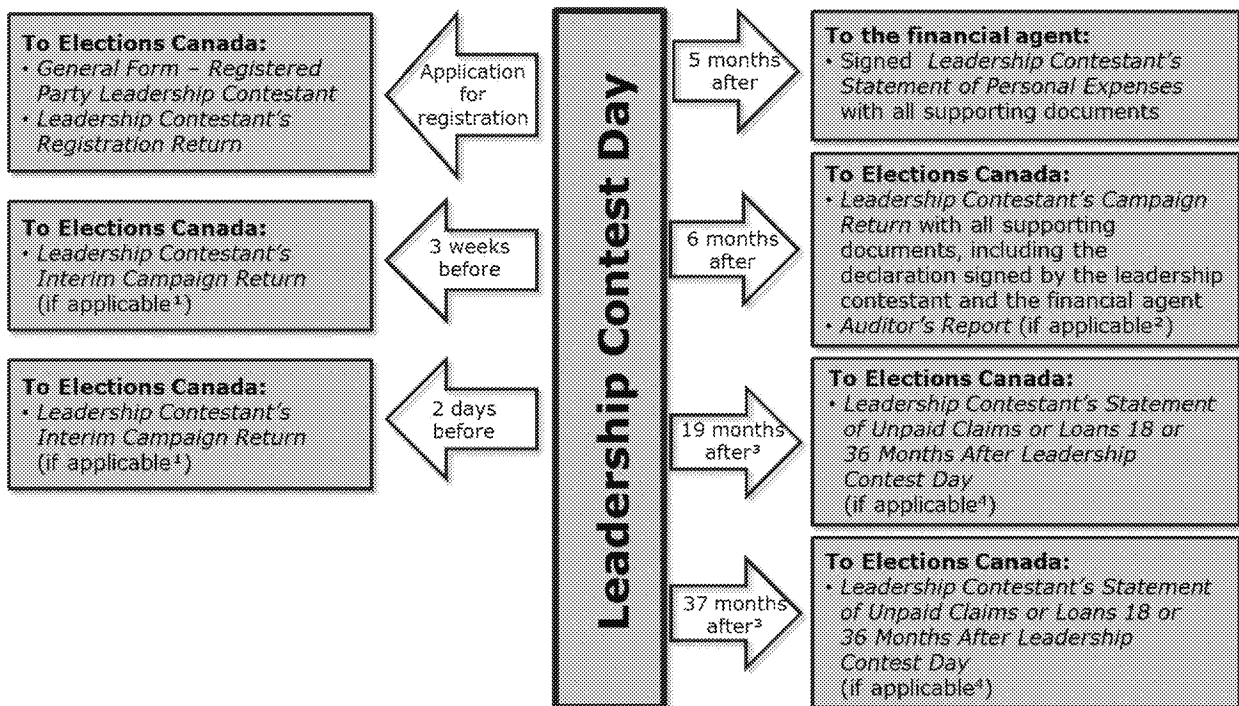 To Elections Canada:
• General Form – Registered
Party Leadership Contestant
• Leadership Contestant's
Registration Return
Application
for
registration
To Elections Canada:
• Leadership Contestant's
Interim Campaign Return
(if applicable¹)
3 weeks
before
To Elections Canada:
• Leadership Contestant's
Interim Campaign Return
(if applicable¹)
2 days
before
Leadership Contest Day
5 months
after
To the financial agent:
• Signed Leadership Contestant's
Statement of Personal Expenses
with all supporting documents
6 months
after
To Elections Canada:
• Leadership Contestant's Campaign
Return with all supporting
documents, including the
declaration signed by the leadership
contestant and the financial agent
• Auditor's Report (if applicable²)
19 months
after³
To Elections Canada:
• Leadership Contestant's Statement
of Unpaid Claims or Loans 18 or
36 Months After Leadership
Contest Day
(if applicable⁴)
37 months
after³
To Elections Canada:
• Leadership Contestant's Statement
of Unpaid Claims or Loans 18 or
36 Months After Leadership
Contest Day
(if applicable⁴)